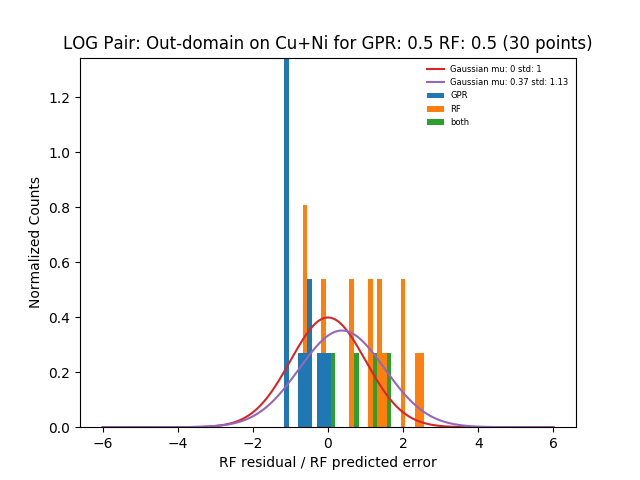 LOG Pair: Out-domain on Cu+Ni for GPR: 0.5 RF: 0.5 (30 points)
Gaussian mu: 0 std: 1
Gaussian mu: 0.37 std: 1.13
GPR
RF
both
Normalized Counts
1.2
1.0
0.8
0.6
0.4
0.2
0.0
−6 −4 −2 0 2 4 6
RF residual / RF predicted error